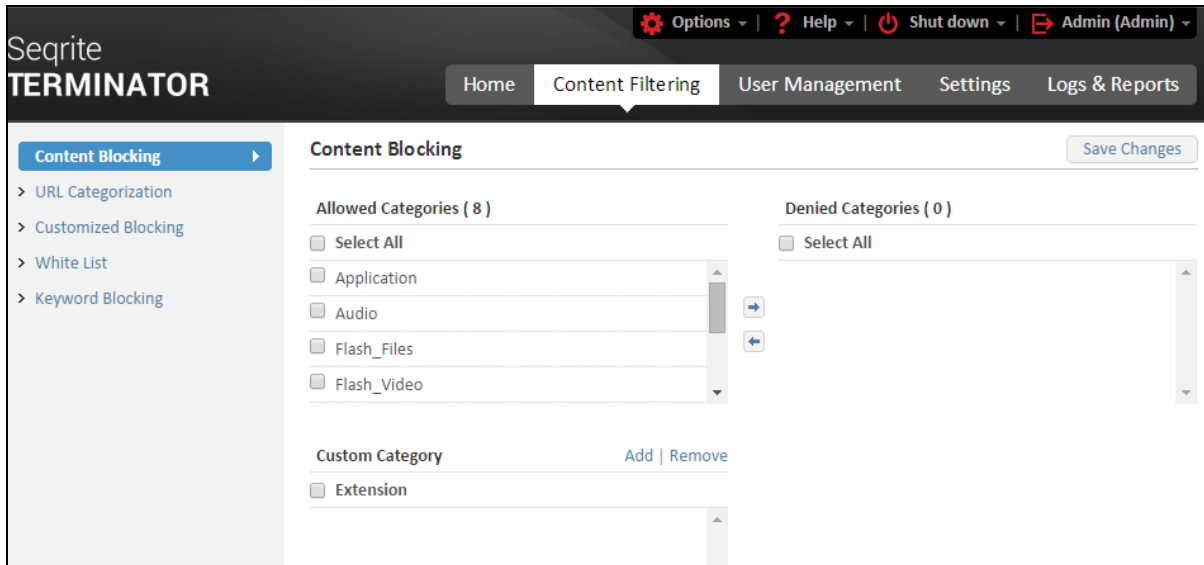 Options | Help | Shut down | Admin (Admin)
Seqrite
TERMINATOR
Home Content Filtering User Management Settings Logs & Reports
Content Blocking
> URL Categorization
> Customized Blocking
> White List
> Keyword Blocking
Content Blocking Save Changes
Allowed Categories ( 8 )
Select All
Application
Audio
Flash_Files
Flash_Video
Denied Categories ( 0 )
Select All
Custom Category Add | Remove
Extension